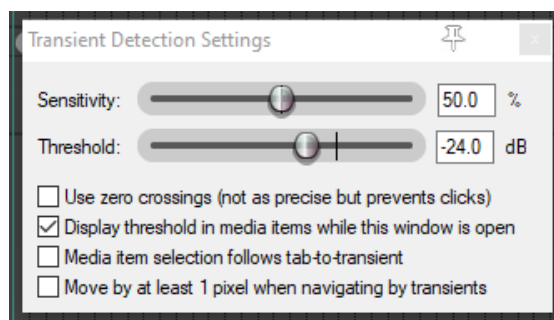 Transient Detection Settings
Sensitivity: 50.0 %
Threshold: -24.0 dB
Use zero crossings (not as precise but prevents clicks)
Display threshold in media items while this window is open
Media item selection follows tab-to-transient
Move by at least 1 pixel when navigating by transients